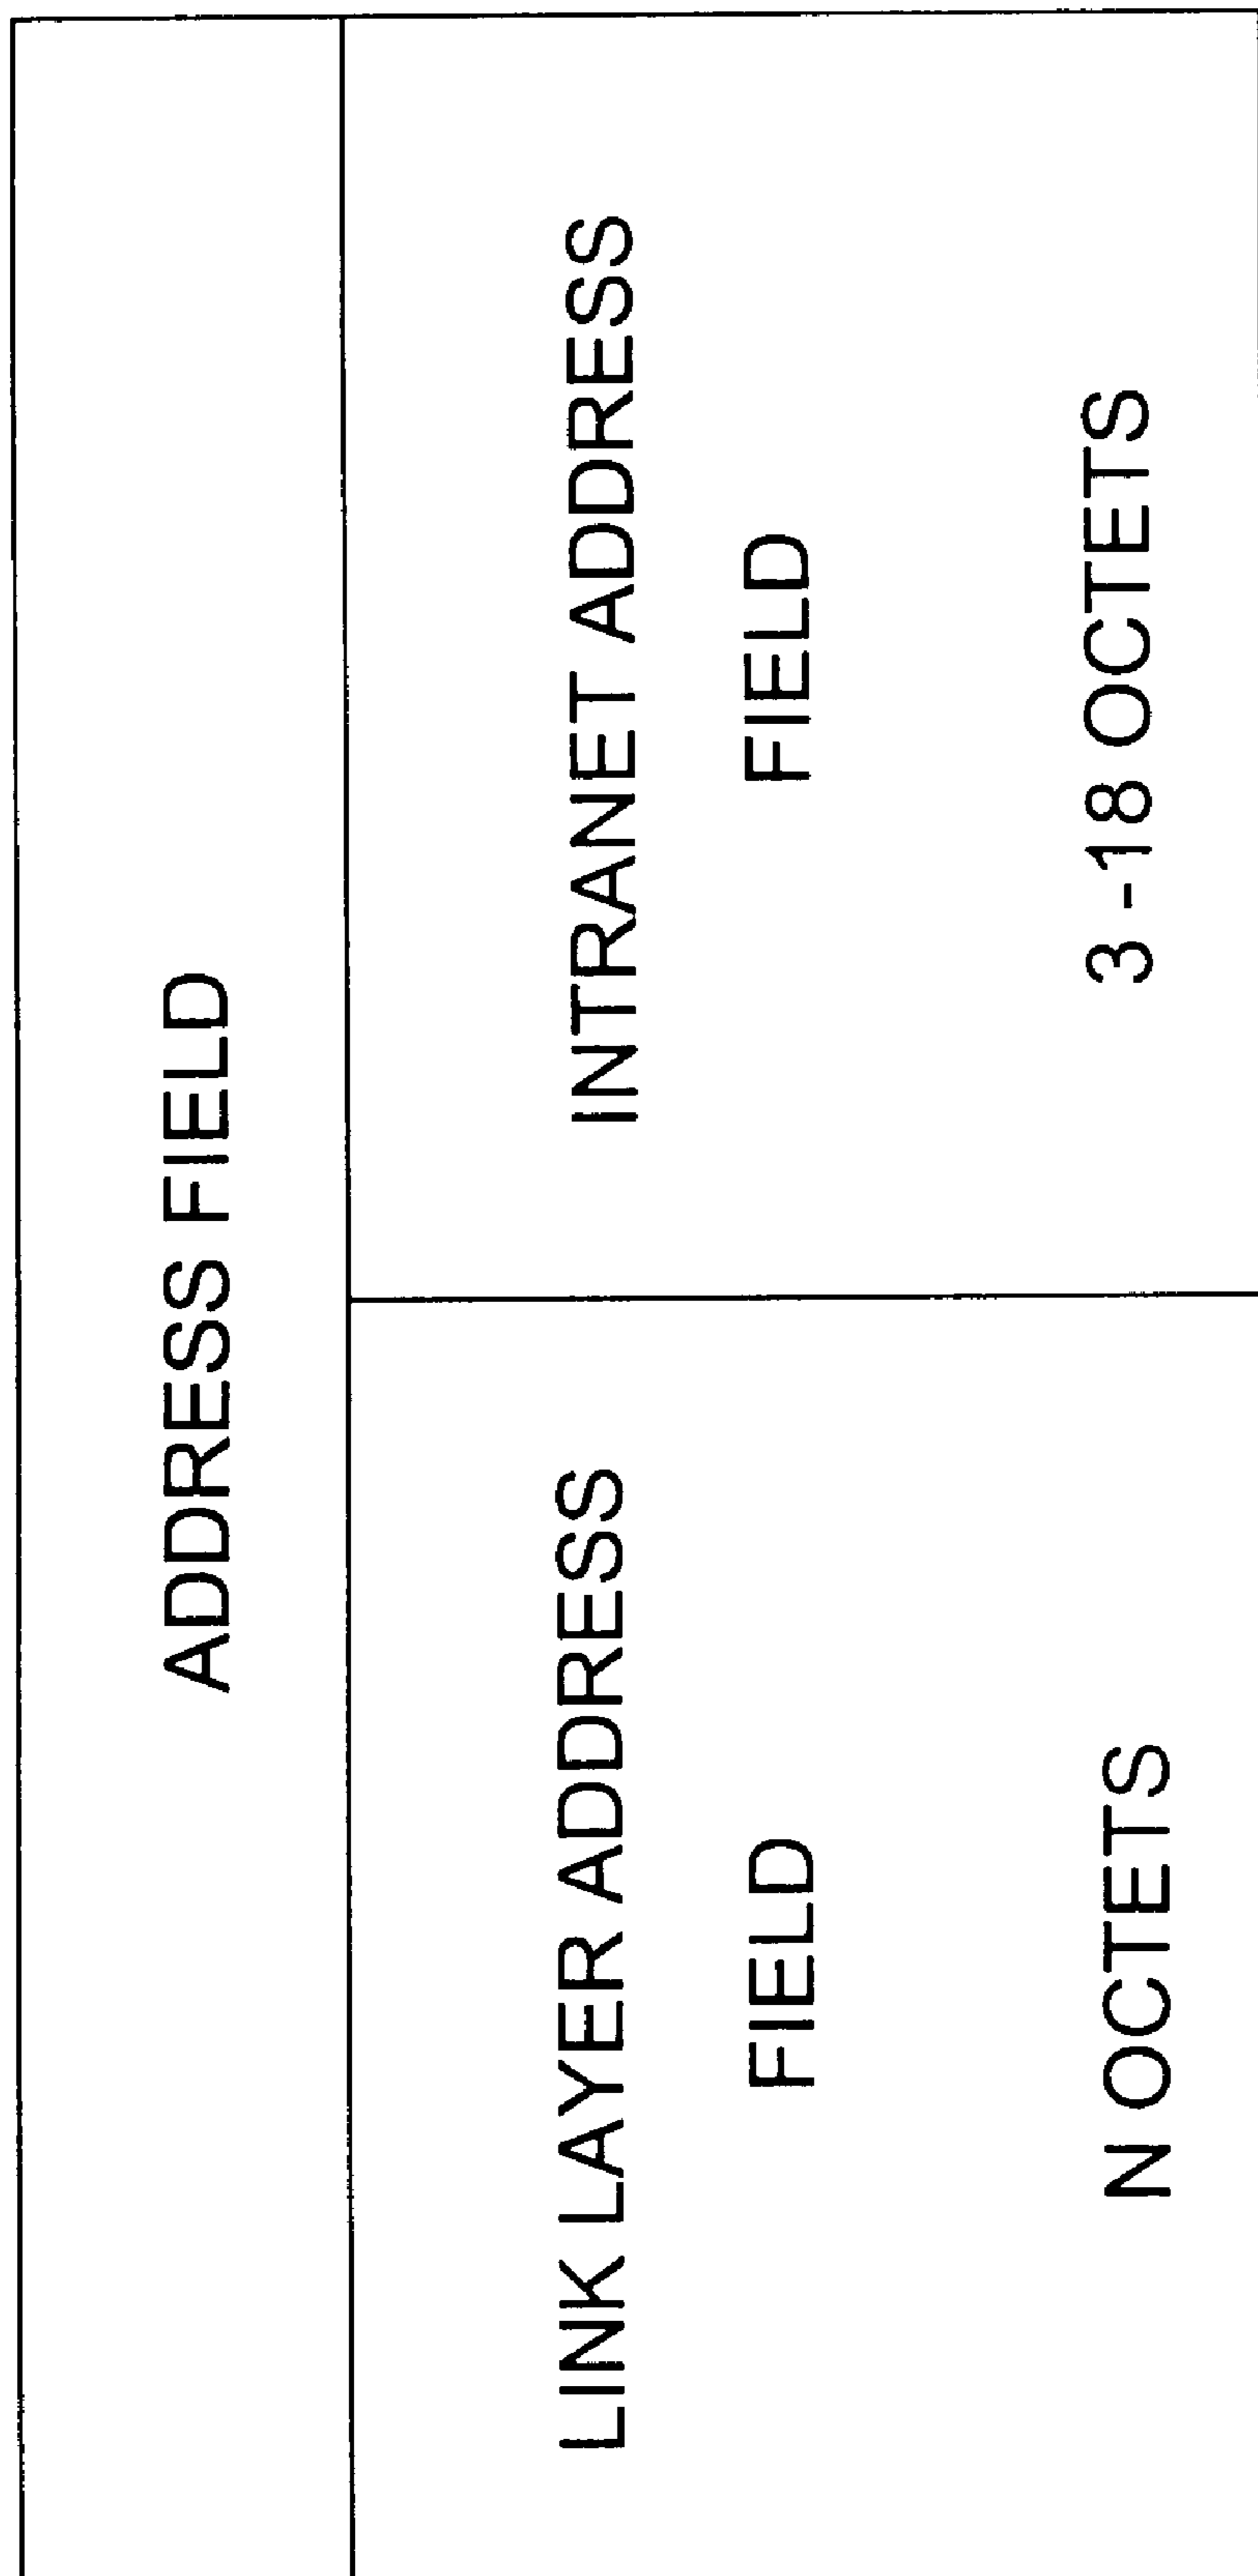 ADDRESS FIELD
LINK LAYER ADDRESS
FIELD
N OCTETS
INTRANET ADDRESS
FIELD
3 -18 OCTETS